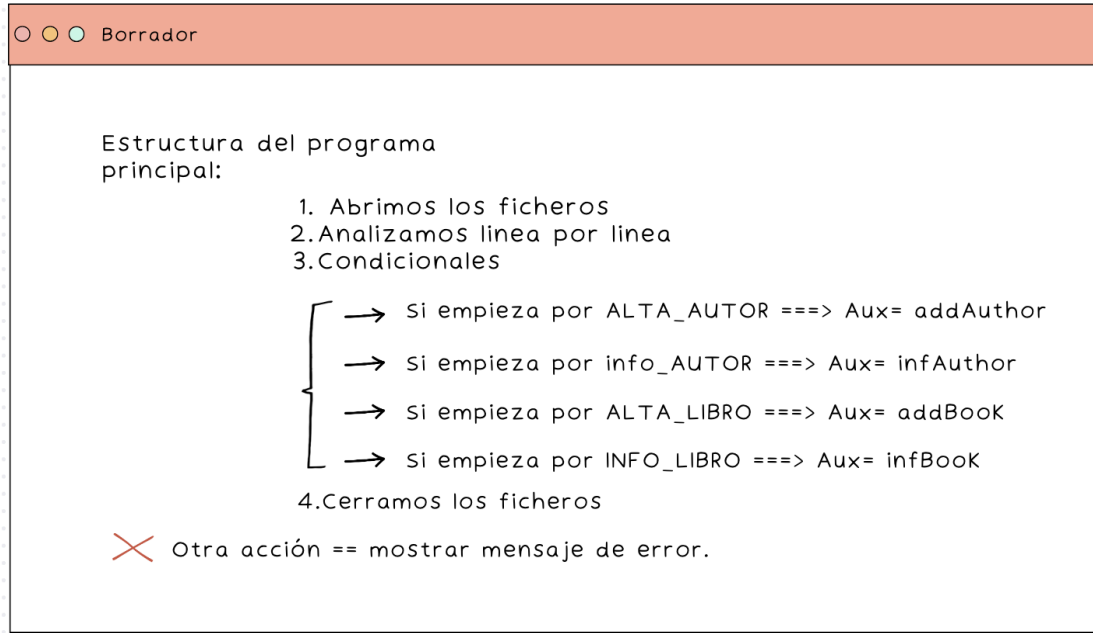 Borrador
Estructura del programa
principal:
1. Abrimos los ficheros
2.Analizamos linea por linea
3.Condicionales
Si empieza por ALTA_AUTOR ===> Aux= addAuthor
Si empieza por info_AUTOR ===> Aux= infAuthor
Si empieza por ALTA_LIBRO ===> Aux= addBooK
Si empieza por INFO_LIBRO ===> Aux= infBooK
4.Cerramos los ficheros
Otra acción == mostrar mensaje de error.